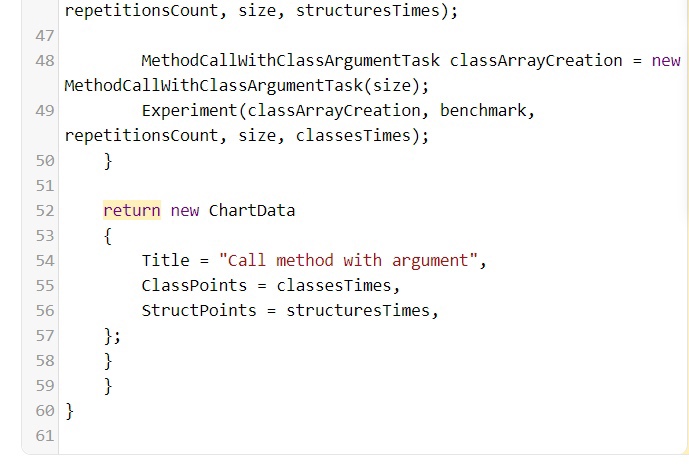 repetitionsCount, size, structuresTimes);
47
48 MethodCallWithClassArgumentTask classArrayCreation = new
MethodCallWithClassArgumentTask(size);
49 Experiment(classArrayCreation, benchmark,
repetitionsCount, size, classesTimes);
50 }
51
52 return new ChartData
53 {
54 Title = "Call method with argument",
55 ClassPoints = classesTimes,
56 StructPoints = structuresTimes,
57 };
58 }
59 }
60 }
61